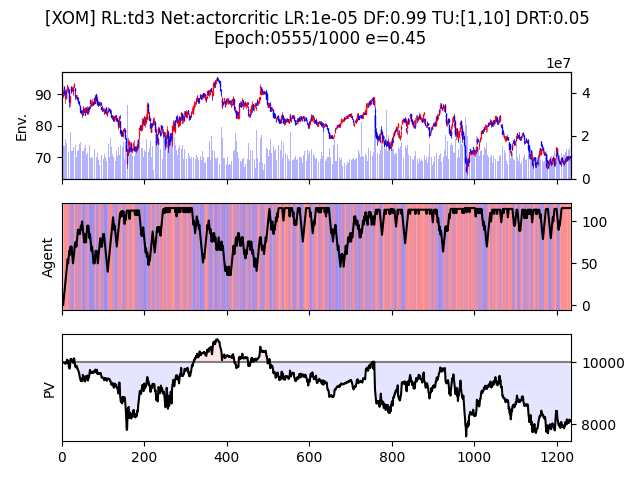 [XOM] RL:td3 Net:actorcritic LR:1e-05 DF:0.99 TU:[1,10] DRT:0.05
Epoch:0555/1000 e=0.45
1e7
Env.
90
80
70
4
2
0
Agent
100
50
0
PV
10000
8000
0 200 400 600 800 1000 1200